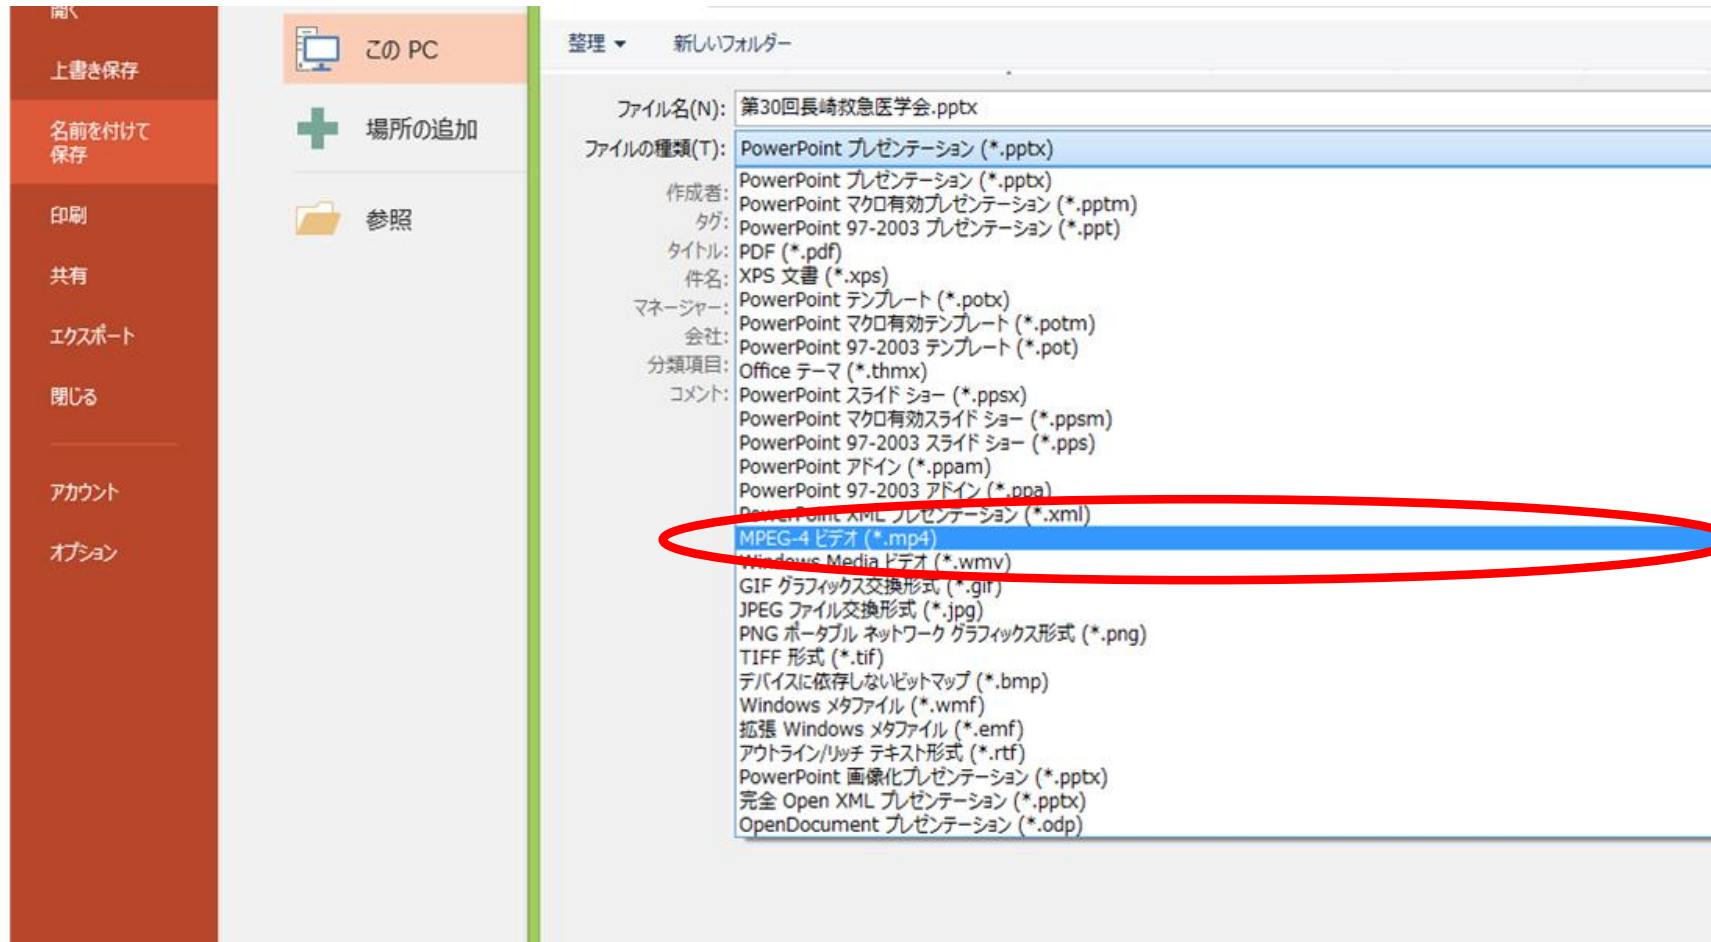 開く
上書き保存
名前を付けて
保存
印刷
共有
エクスポート
閉じる
アカウント
オプション
この PC
場所の追加
参照
整理 新しいフォルダー
ファイル名(N): 第30回長崎救急医学会.pptx
ファイルの種類(T): PowerPoint プレゼンテーション (*.pptx)
作成者:
タグ:
タイトル:
件名:
マネージャー:
会社:
分類項目:
コメント:
PowerPoint プレゼンテーション (*.pptx)
PowerPoint マクロ有効プレゼンテーション (*.pptm)
PowerPoint 97-2003 プレゼンテーション (*.ppt)
PDF (*.pdf)
XPS 文書 (*.xps)
PowerPoint テンプレート (*.potx)
PowerPoint マクロ有効テンプレート (*.potm)
PowerPoint 97-2003 テンプレート (*.pot)
Office テーマ (*.thmx)
PowerPoint スライド ショー (*.ppsx)
PowerPoint マクロ有効スライド ショー (*.ppsm)
PowerPoint 97-2003 スライド ショー (*.pps)
PowerPoint アドイン (*.ppam)
PowerPoint 97-2003 アドイン (*.ppa)
PowerPoint XML プレゼンテーション (*.xml)
MPEG-4 ビデオ (*.mp4)
Windows Media ビデオ (*.wmv)
GIF グラフィックス交換形式 (*.gif)
JPEG ファイル交換形式 (*.jpg)
PNG ポータブル ネットワーク グラフィックス形式 (*.png)
TIFF 形式 (*.tif)
デバイスに依存しないビットマップ (*.bmp)
Windows メタファイル (*.wmf)
拡張 Windows メタファイル (*.emf)
アウトライン/リッチ テキスト形式 (*.rtf)
PowerPoint 画像化プレゼンテーション (*.pptx)
完全 Open XML プレゼンテーション (*.pptx)
OpenDocument プレゼンテーション (*.odp)